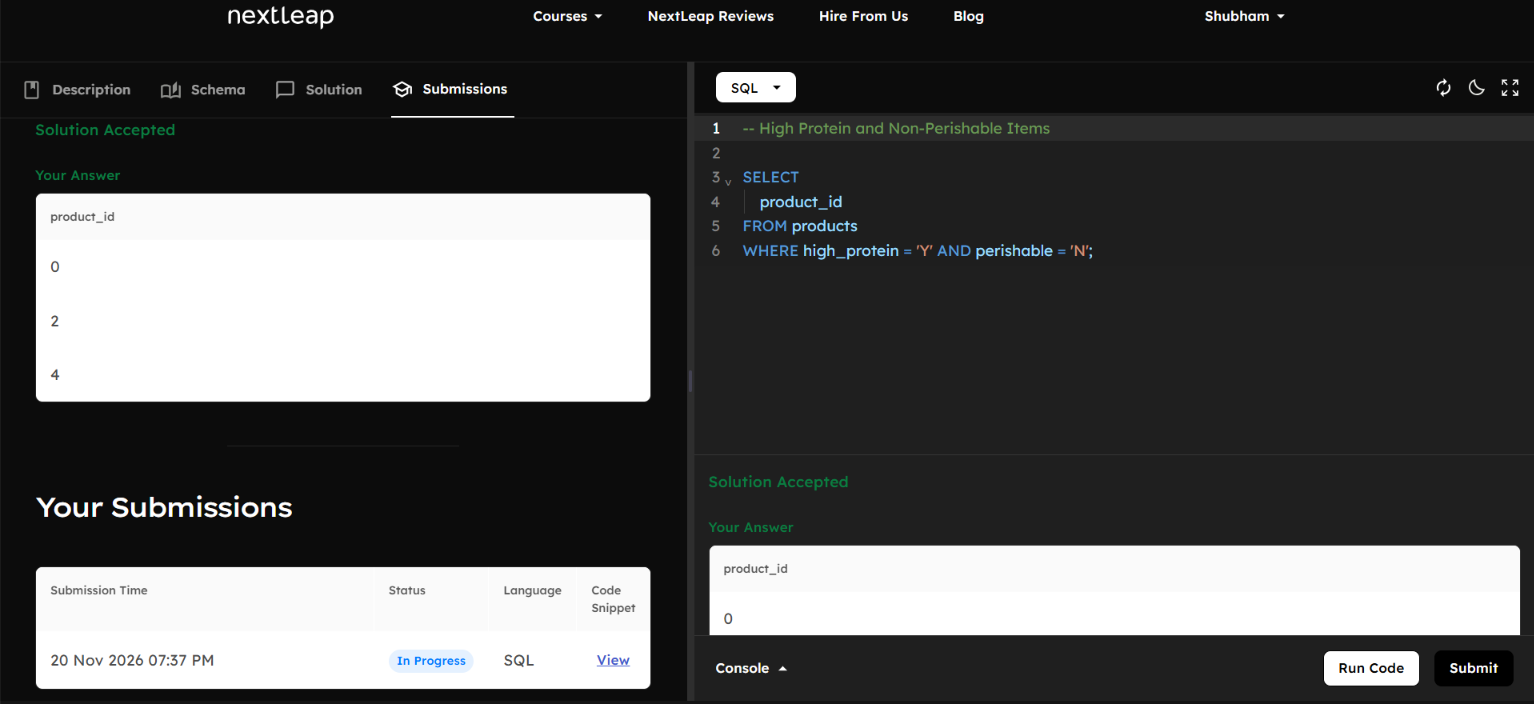 nextleap
Courses
NextLeap Reviews
Hire From Us
Blog
Shubham
Description
Schema
Solution
Submissions
Solution Accepted
Your Answer
product_id
0
2
4
Your Submissions
Submission Time Status Language Code Snippet
20 Nov 2026 07:37 PM In Progress SQL View
SQL
1 -- High Protein and Non-Perishable Items
2
3 SELECT
4 product_id
5 FROM products
6 WHERE high_protein = 'Y' AND perishable = 'N';
Solution Accepted
Your Answer
product_id
0
Console
Run Code
Submit